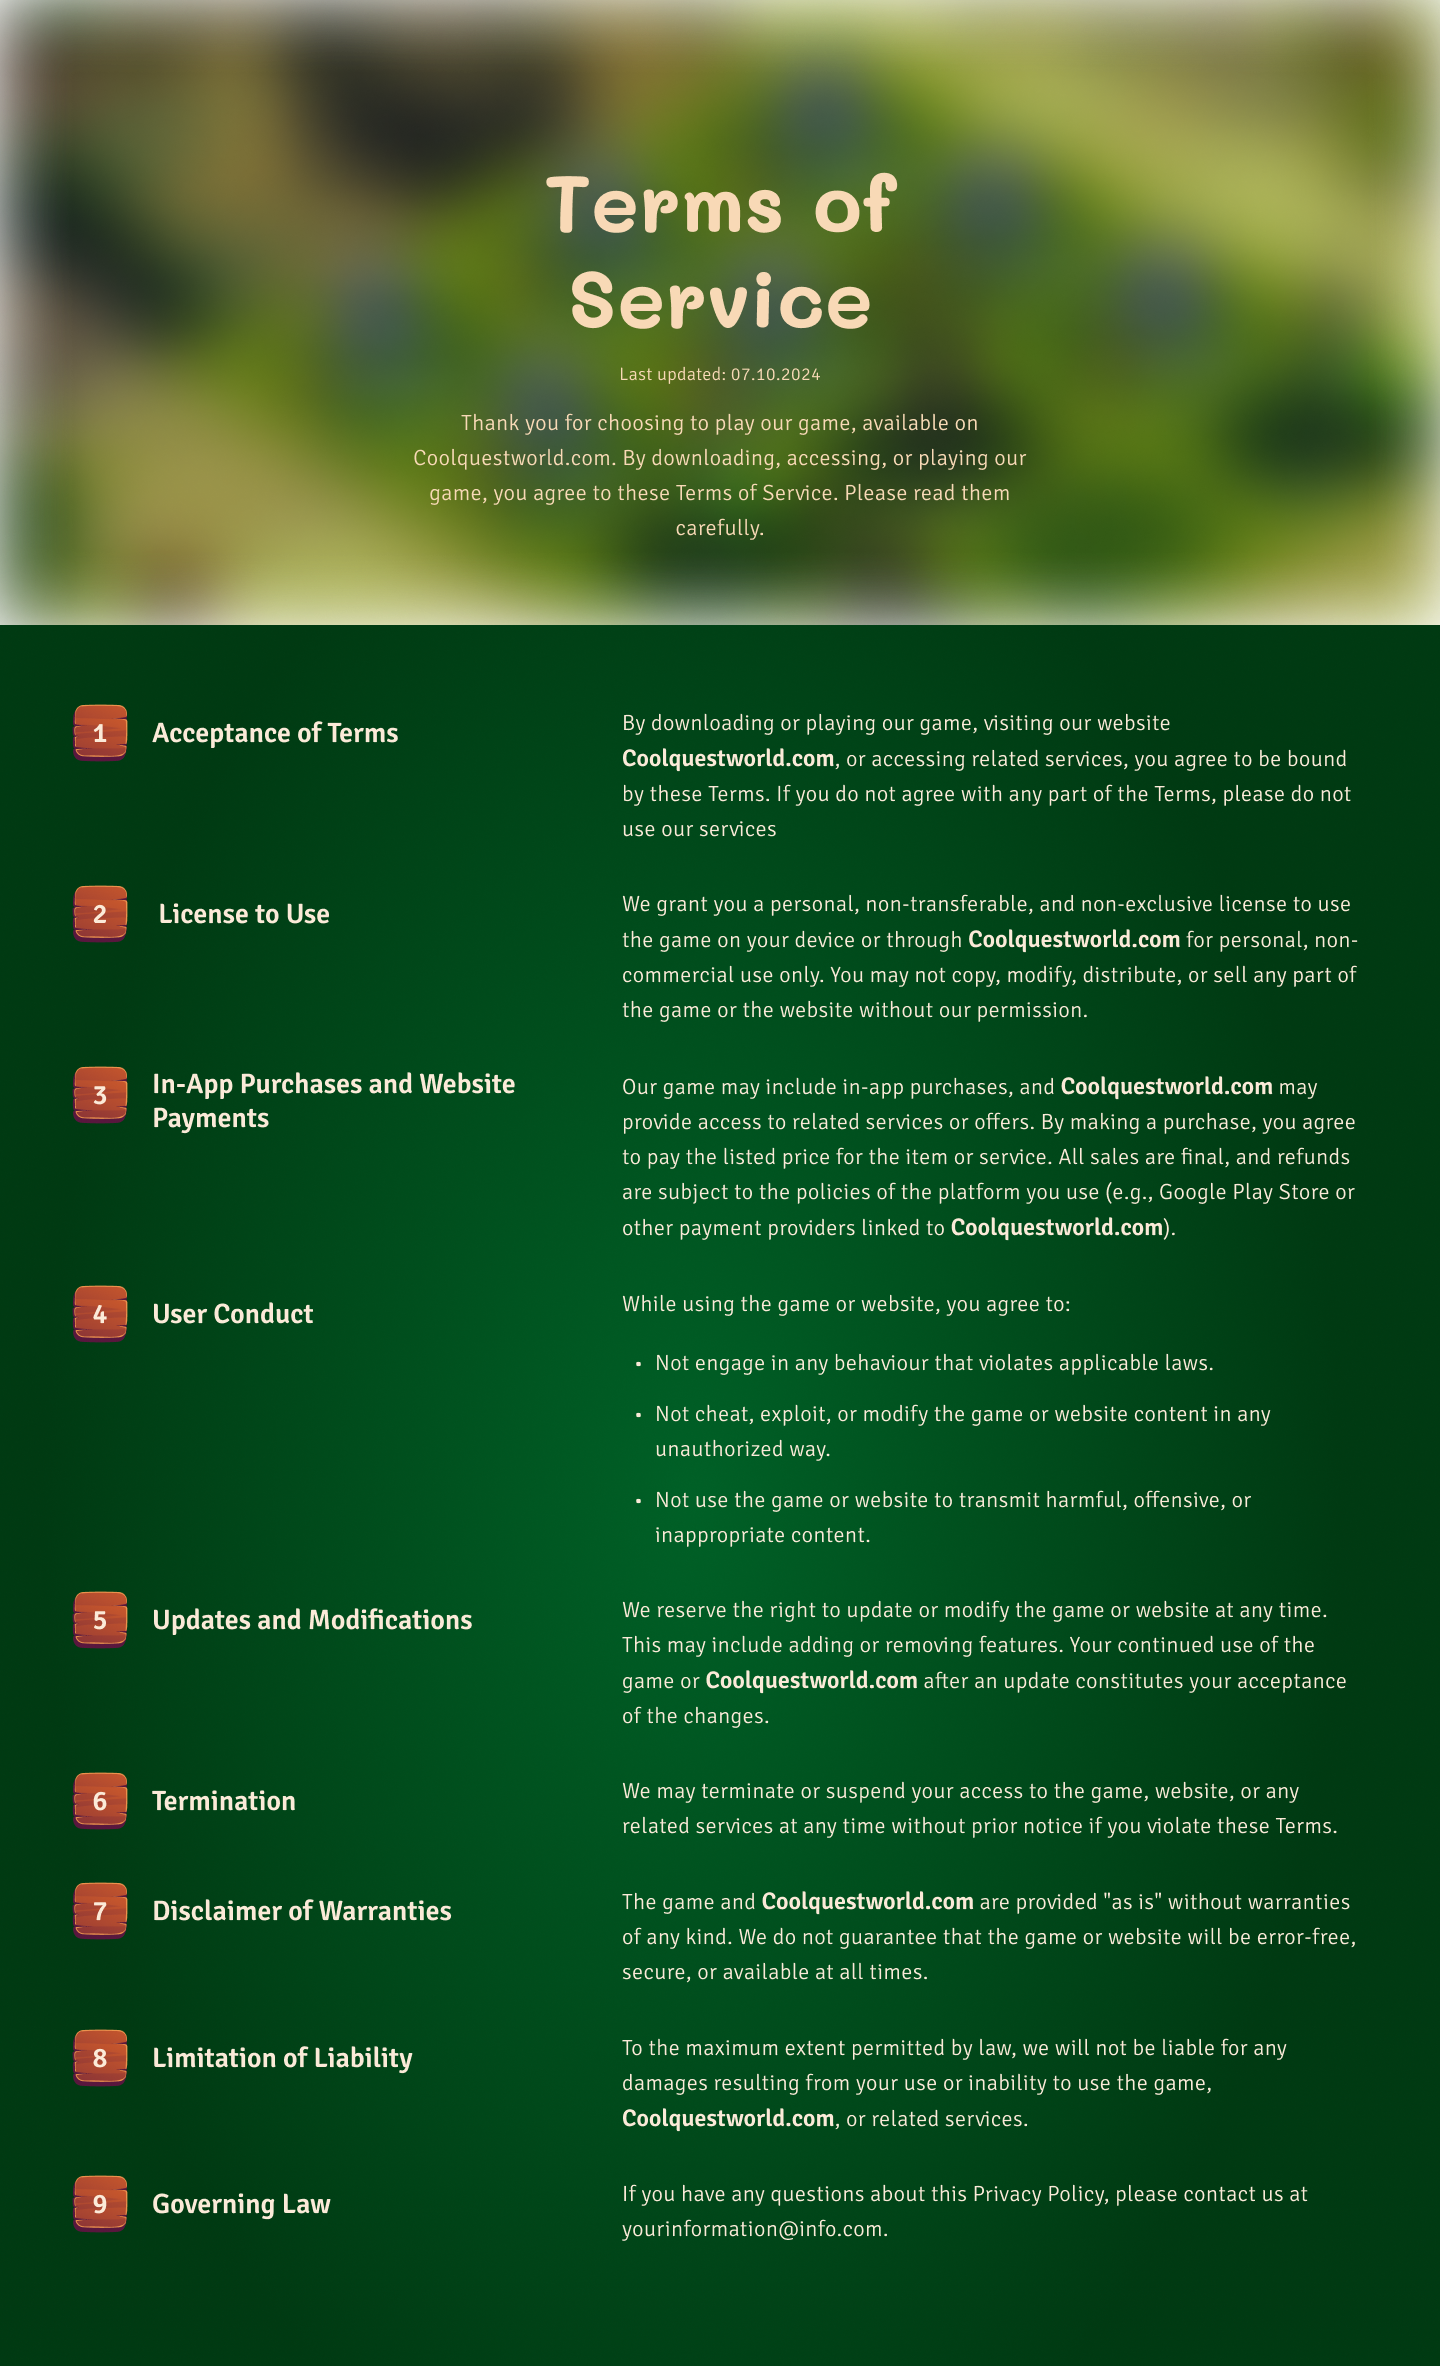 Terms of
Service
Last updated: 07.10.2024
Thank you for choosing to play our game, available on
Coolquestworld.com. By downloading, accessing, or playing our
game, you agree to these Terms of Service. Please read them
carefully.
1
Acceptance of Terms
By downloading or playing our game, visiting our website
Coolquestworld.com, or accessing related services, you agree to be bound
by these Terms. If you do not agree with any part of the Terms, please do not
use our services
2
License to Use
We grant you a personal, non-transferable, and non-exclusive license to use
the game on your device or through Coolquestworld.com for personal, non-
commercial use only. You may not copy, modify, distribute, or sell any part of
the game or the website without our permission.
3
In-App Purchases and Website
Payments
Our game may include in-app purchases, and Coolquestworld.com may
provide access to related services or offers. By making a purchase, you agree
to pay the listed price for the item or service. All sales are final, and refunds
are subject to the policies of the platform you use (e.g., Google Play Store or
other payment providers linked to Coolquestworld.com).
4
User Conduct
While using the game or website, you agree to:
• Not engage in any behaviour that violates applicable laws.
• Not cheat, exploit, or modify the game or website content in any
unauthorized way.
• Not use the game or website to transmit harmful, offensive, or
inappropriate content.
5
Updates and Modifications
We reserve the right to update or modify the game or website at any time.
This may include adding or removing features. Your continued use of the
game or Coolquestworld.com after an update constitutes your acceptance
of the changes.
6
Termination
We may terminate or suspend your access to the game, website, or any
related services at any time without prior notice if you violate these Terms.
7
Disclaimer of Warranties
The game and Coolquestworld.com are provided "as is" without warranties
of any kind. We do not guarantee that the game or website will be error-free,
secure, or available at all times.
8
Limitation of Liability
To the maximum extent permitted by law, we will not be liable for any
damages resulting from your use or inability to use the game,
Coolquestworld.com, or related services.
9
Governing Law
If you have any questions about this Privacy Policy, please contact us at
yourinformation@info.com.